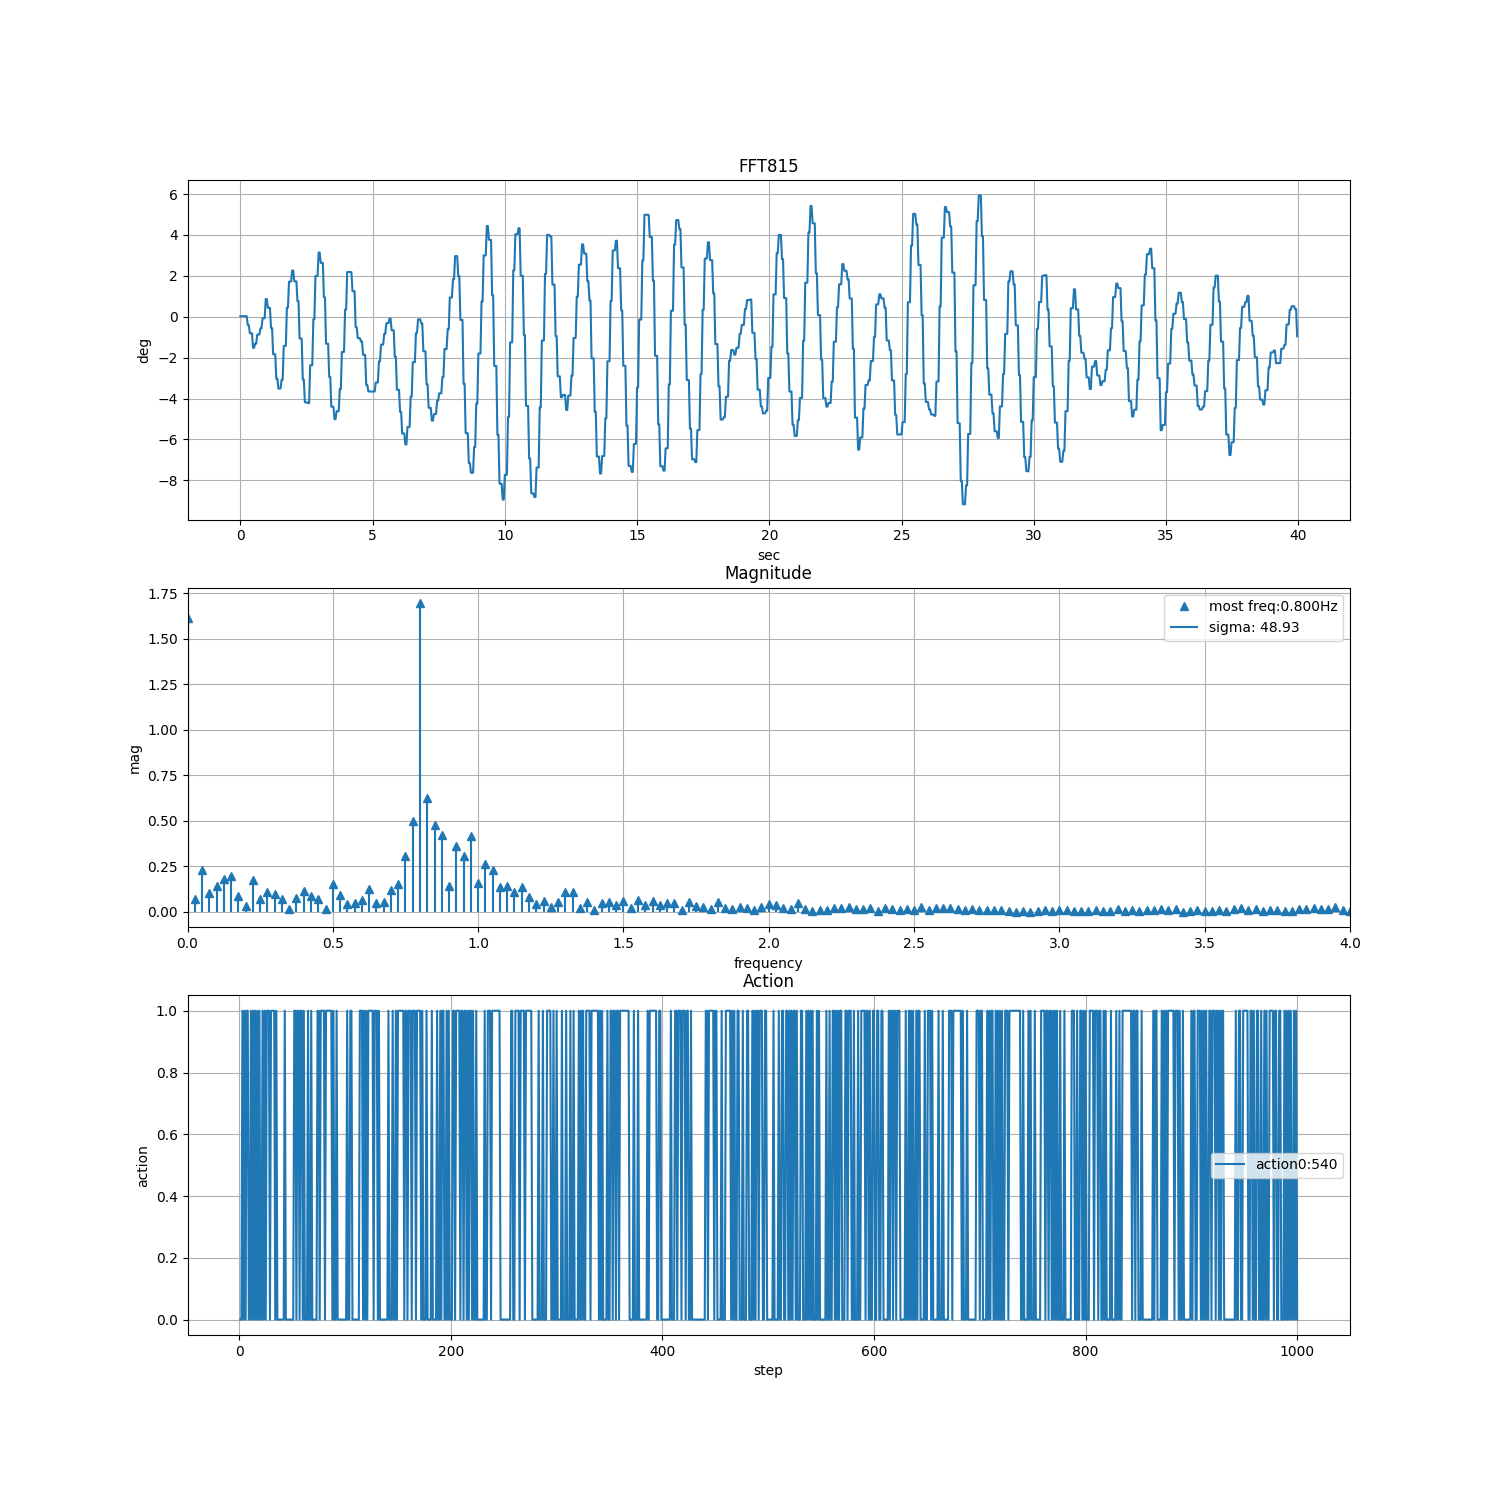 FFT815
6
4
2
0
−2
−4
−6
−8
deg
0 5 10 15 20 25 30 35 40
sec
Magnitude
1.75
1.50
1.25
1.00
0.75
0.50
0.25
0.00
mag
most freq:0.800Hz
sigma: 48.93
0.0 0.5 1.0 1.5 2.0 2.5 3.0 3.5 4.0
frequency
Action
1.0
0.8
0.6
0.4
0.2
0.0
action
action0:540
0 200 400 600 800 1000
step